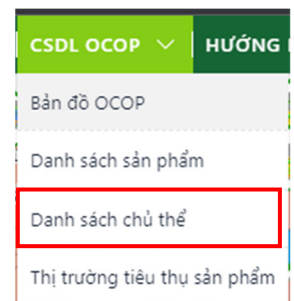 CSDL OCOP HƯỚNG
Bản đồ OCOP
Danh sách sản phẩm
Danh sách chủ thể
Thị trường tiêu thụ sản phẩm